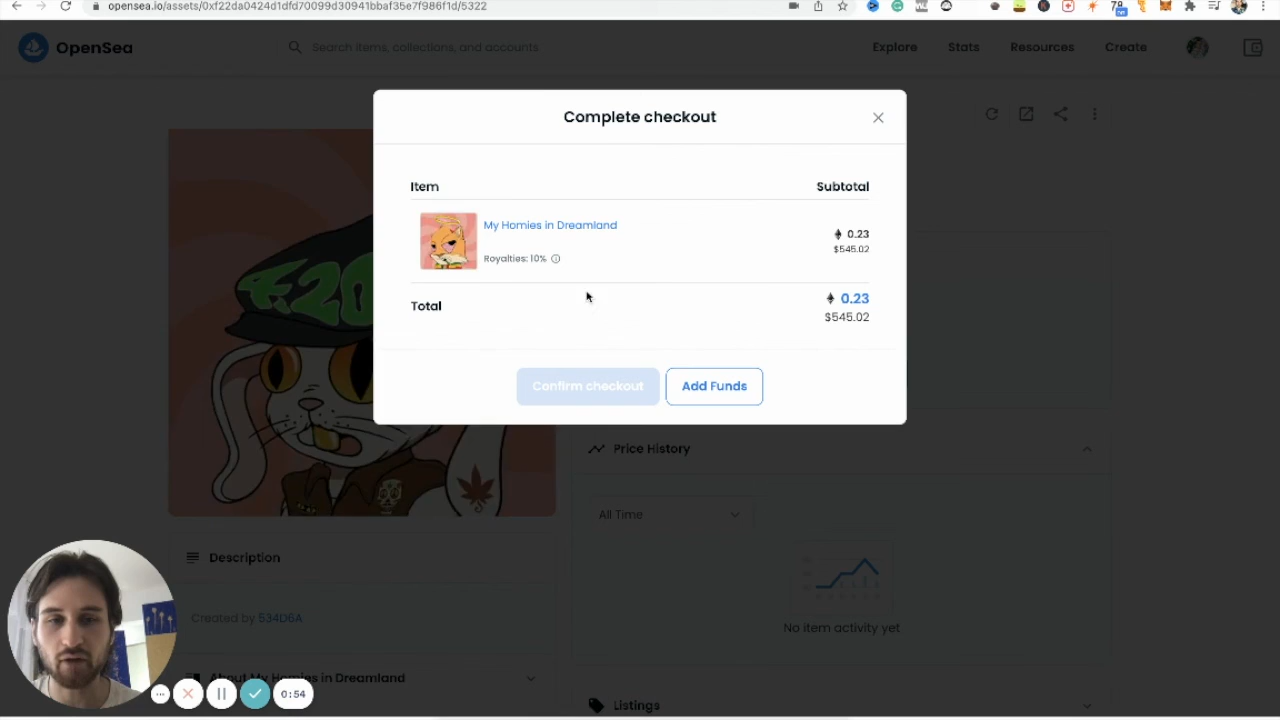 opensea.io/assets/0xf22da0424d1dfd70099d30941bbaf35e7f986f1d/5322
OpenSea
Search items, collections, and accounts
Explore
Stats
Resources
Create
Complete checkout
Item
Subtotal
My Homies in Dreamland
0.23
$545.02
Royalties: 10%
Total
0.23
$545.02
Confirm checkout
Add Funds
420
Price History
All Time
No item activity yet
Description
Created by 534D6A
About My Homies in Dreamland
Listings
0:54